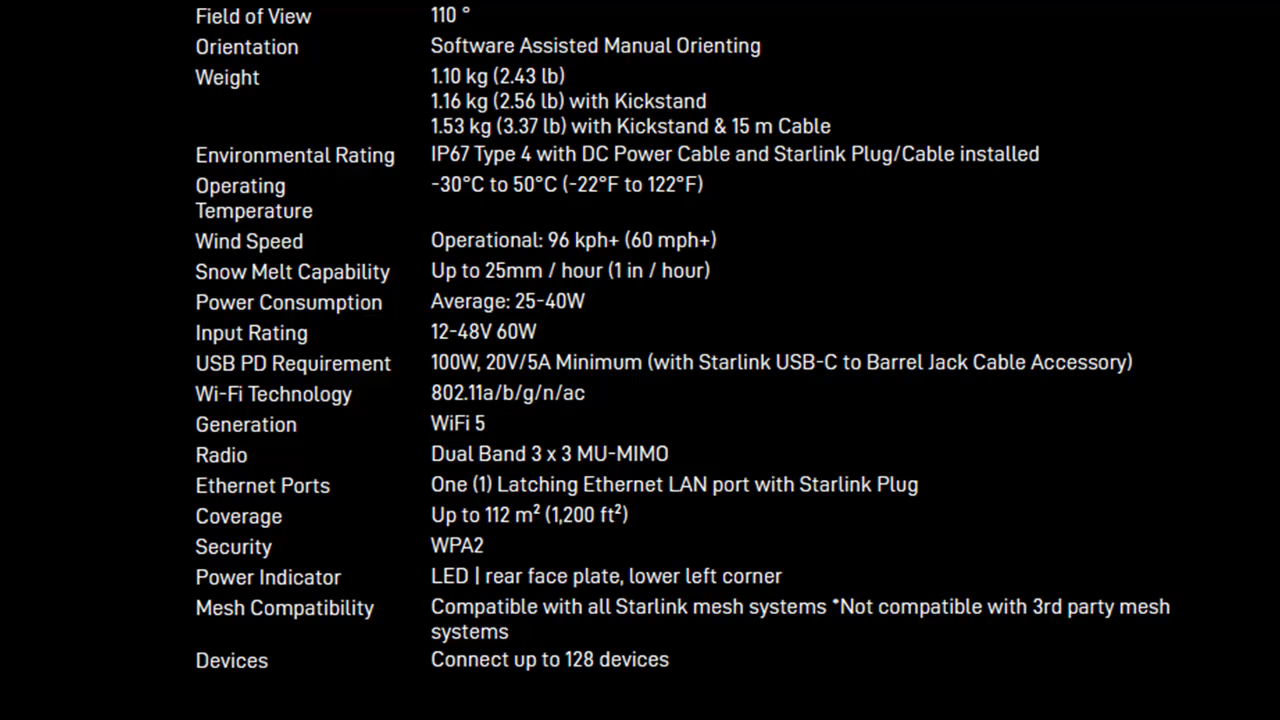 Field of View 110 °
Orientation Software Assisted Manual Orienting
Weight 1.10 kg (2.43 lb)
1.16 kg (2.56 lb) with Kickstand
1.53 kg (3.37 lb) with Kickstand & 15 m Cable
Environmental Rating IP67 Type 4 with DC Power Cable and Starlink Plug/Cable installed
Operating -30°C to 50°C (-22°F to 122°F)
Temperature
Wind Speed Operational: 96 kph+ (60 mph+)
Snow Melt Capability Up to 25mm / hour (1 in / hour)
Power Consumption Average: 25-40W
Input Rating 12-48V 60W
USB PD Requirement 100W, 20V/5A Minimum (with Starlink USB-C to Barrel Jack Cable Accessory)
Wi-Fi Technology 802.11a/b/g/n/ac
Generation WiFi 5
Radio Dual Band 3 x 3 MU-MIMO
Ethernet Ports One (1) Latching Ethernet LAN port with Starlink Plug
Coverage Up to 112 m² (1,200 ft²)
Security WPA2
Power Indicator LED | rear face plate, lower left corner
Mesh Compatibility Compatible with all Starlink mesh systems *Not compatible with 3rd party mesh
systems
Devices Connect up to 128 devices